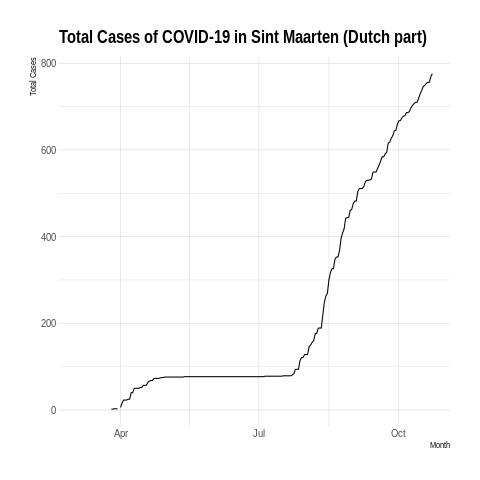 Total Cases of COVID-19 in Sint Maarten (Dutch part)
Total Cases
800
600
400
200
0
Apr Jul Oct
Month